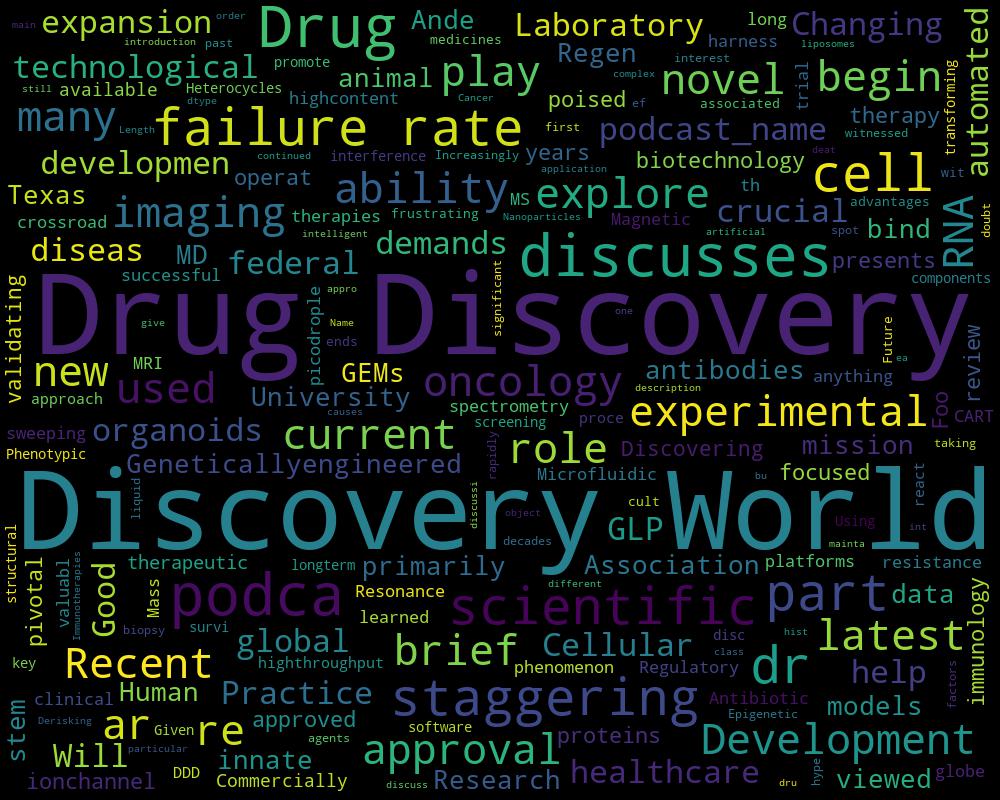 main expansion introduction order past Drug Ande medicines Laboratory long Changing liposomes
technological promote Regen harness interest automated
still available Heterocycles dtype animal play complex novel trial begin transforming
many Length failure rate highcontent Cancer first poised ef associated therapy witnessed
podcast_name
developmen continued interference Increasingly years application biotechnology deat cell wit
Texas operat ability MS explore th advantages RNA doubt
crossroad imaging therapies frustrating intelligent Nanoparticles Magnetic artificial crucial spot bind
diseas MD federal demands discusses presents components
successful significant
validating Drug Discovery
give picodrople appro Name ends one Future ea review
new MRI GEMs oncology antibodies anything
approach used University causes description spectrometry screening proce experimental Foo CART
sweeping organoids current rapidly role Discovering mission taking
Phenotypic Geneticallyengineered Microfluidic bu focused react
Discovery World
liquid discussi object cult decades GLP Using int mainta
structural therapeutic longterm primarily Association platforms resistance
pivotal valuabl Immunotherapies Good Mass podca Resonance scientific different part data
biopsy survi learned hist latest immunology
key global brief Cellular disc class
Recent highthroughput phenomenon Regulatory dr help factors
clinical Human Practice staggering Antibiotic models
stem Derisking ar Given re approved software Epigenetic
agents Development
Will particular innate approval proteins hype
ionchannel DDD Commercially discuss Research healthcare dru viewed globe